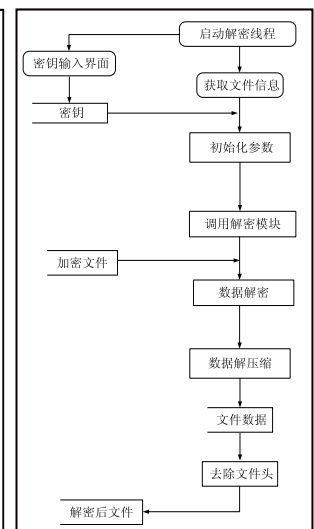 启动解密线程
密钥输入界面
获取文件信息
密钥
初始化参数
调用解密模块
加密文件
数据解密
数据解压缩
文件数据
去除文件头
解密后文件